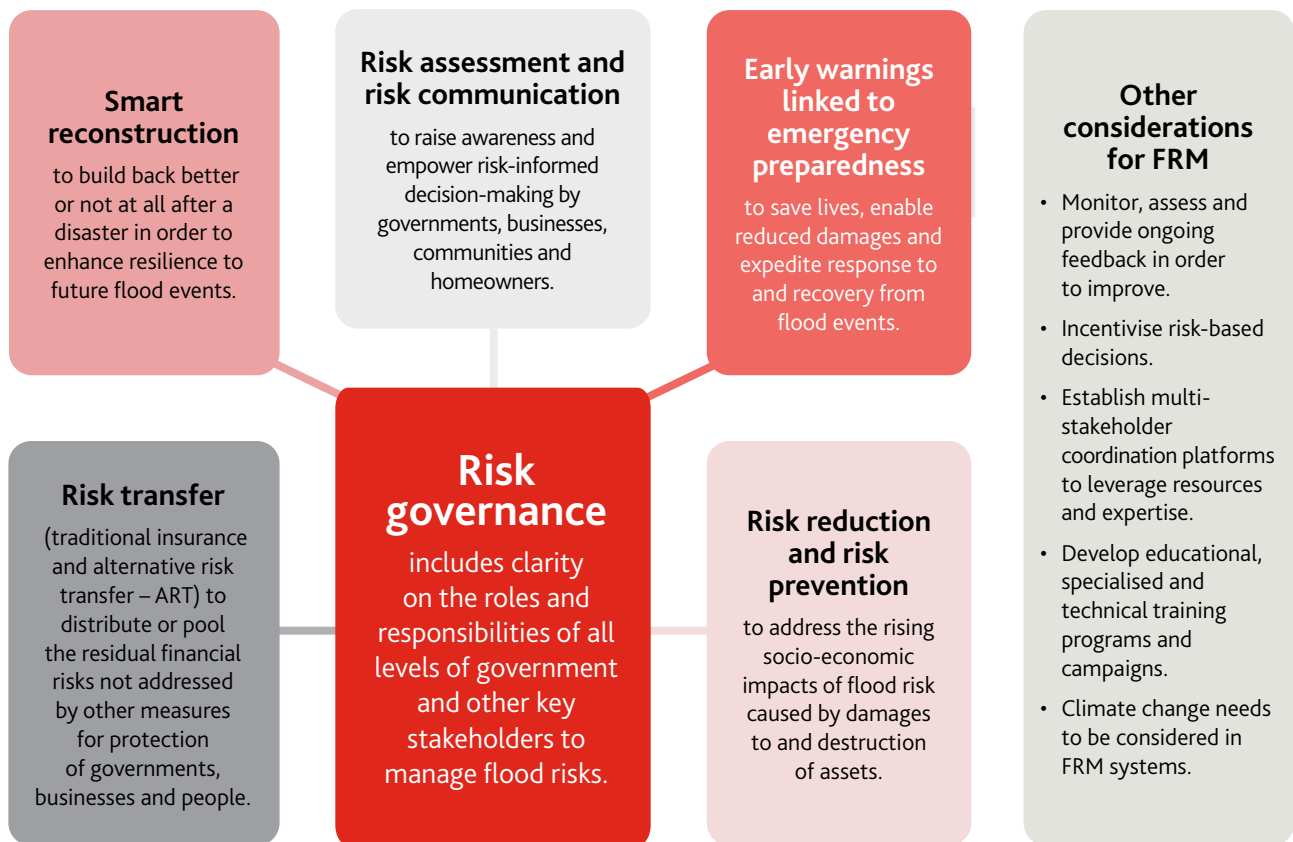 Smart
reconstruction
to build back better
or not at all after a
disaster in order to
enhance resilience to
future flood events.
Risk assessment and
risk communication
to raise awareness and
empower risk-informed
decision-making by
governments, businesses,
communities and
homeowners.
Early warnings
linked to
emergency
preparedness
to save lives, enable
reduced damages and
expedite response to
and recovery from
flood events.
Risk transfer
(traditional insurance
and alternative risk
transfer – ART) to
distribute or pool
the residual financial
risks not addressed
by other measures
for protection
of governments,
businesses and people.
Risk
governance
includes clarity
on the roles and
responsibilities of all
levels of government
and other key
stakeholders to
manage flood risks.
Risk reduction
and risk
prevention
to address the rising
socio-economic
impacts of flood risk
caused by damages
to and destruction
of assets.
Other
considerations
for FRM
• Monitor, assess and
provide ongoing
feedback in order
to improve.
• Incentivise risk-based
decisions.
• Establish multi-
stakeholder
coordination platforms
to leverage resources
and expertise.
• Develop educational,
specialised and
technical training
programs and
campaigns.
• Climate change needs
to be considered in
FRM systems.